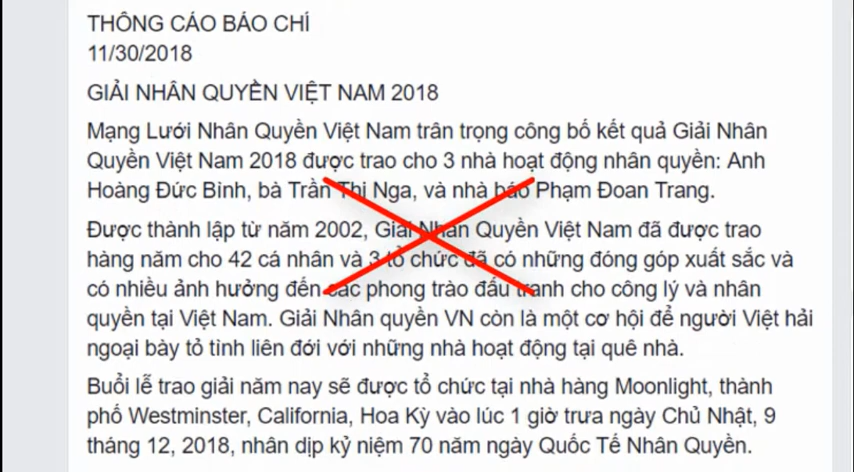 THÔNG CÁO BÁO CHÍ
11/30/2018
GIẢI NHÂN QUYỀN VIỆT NAM 2018
Mạng Lưới Nhân Quyền Việt Nam trân trọng công bố kết quả Giải Nhân
Quyền Việt Nam 2018 được trao cho 3 nhà hoạt động nhân quyền: Anh
Hoàng Đức Bình, bà Trần Thị Nga, và nhà báo Phạm Đoan Trang.
Được thành lập từ năm 2002, Giải Nhân Quyền Việt Nam đã được trao
hàng năm cho 42 cá nhân và 3 tổ chức đã có những đóng góp xuất sắc và
có nhiều ảnh hưởng đến các phong trào đấu tranh cho công lý và nhân
quyền tại Việt Nam. Giải Nhân quyền VN còn là một cơ hội để người Việt hải
ngoại bày tỏ tình liên đới với những nhà hoạt động tại quê nhà.
Buổi lễ trao giải năm nay sẽ được tổ chức tại nhà hàng Moonlight, thành
phố Westminster, California, Hoa Kỳ vào lúc 1 giờ trưa ngày Chủ Nhật, 9
tháng 12, 2018, nhân dịp kỷ niệm 70 năm ngày Quốc Tế Nhân Quyền.